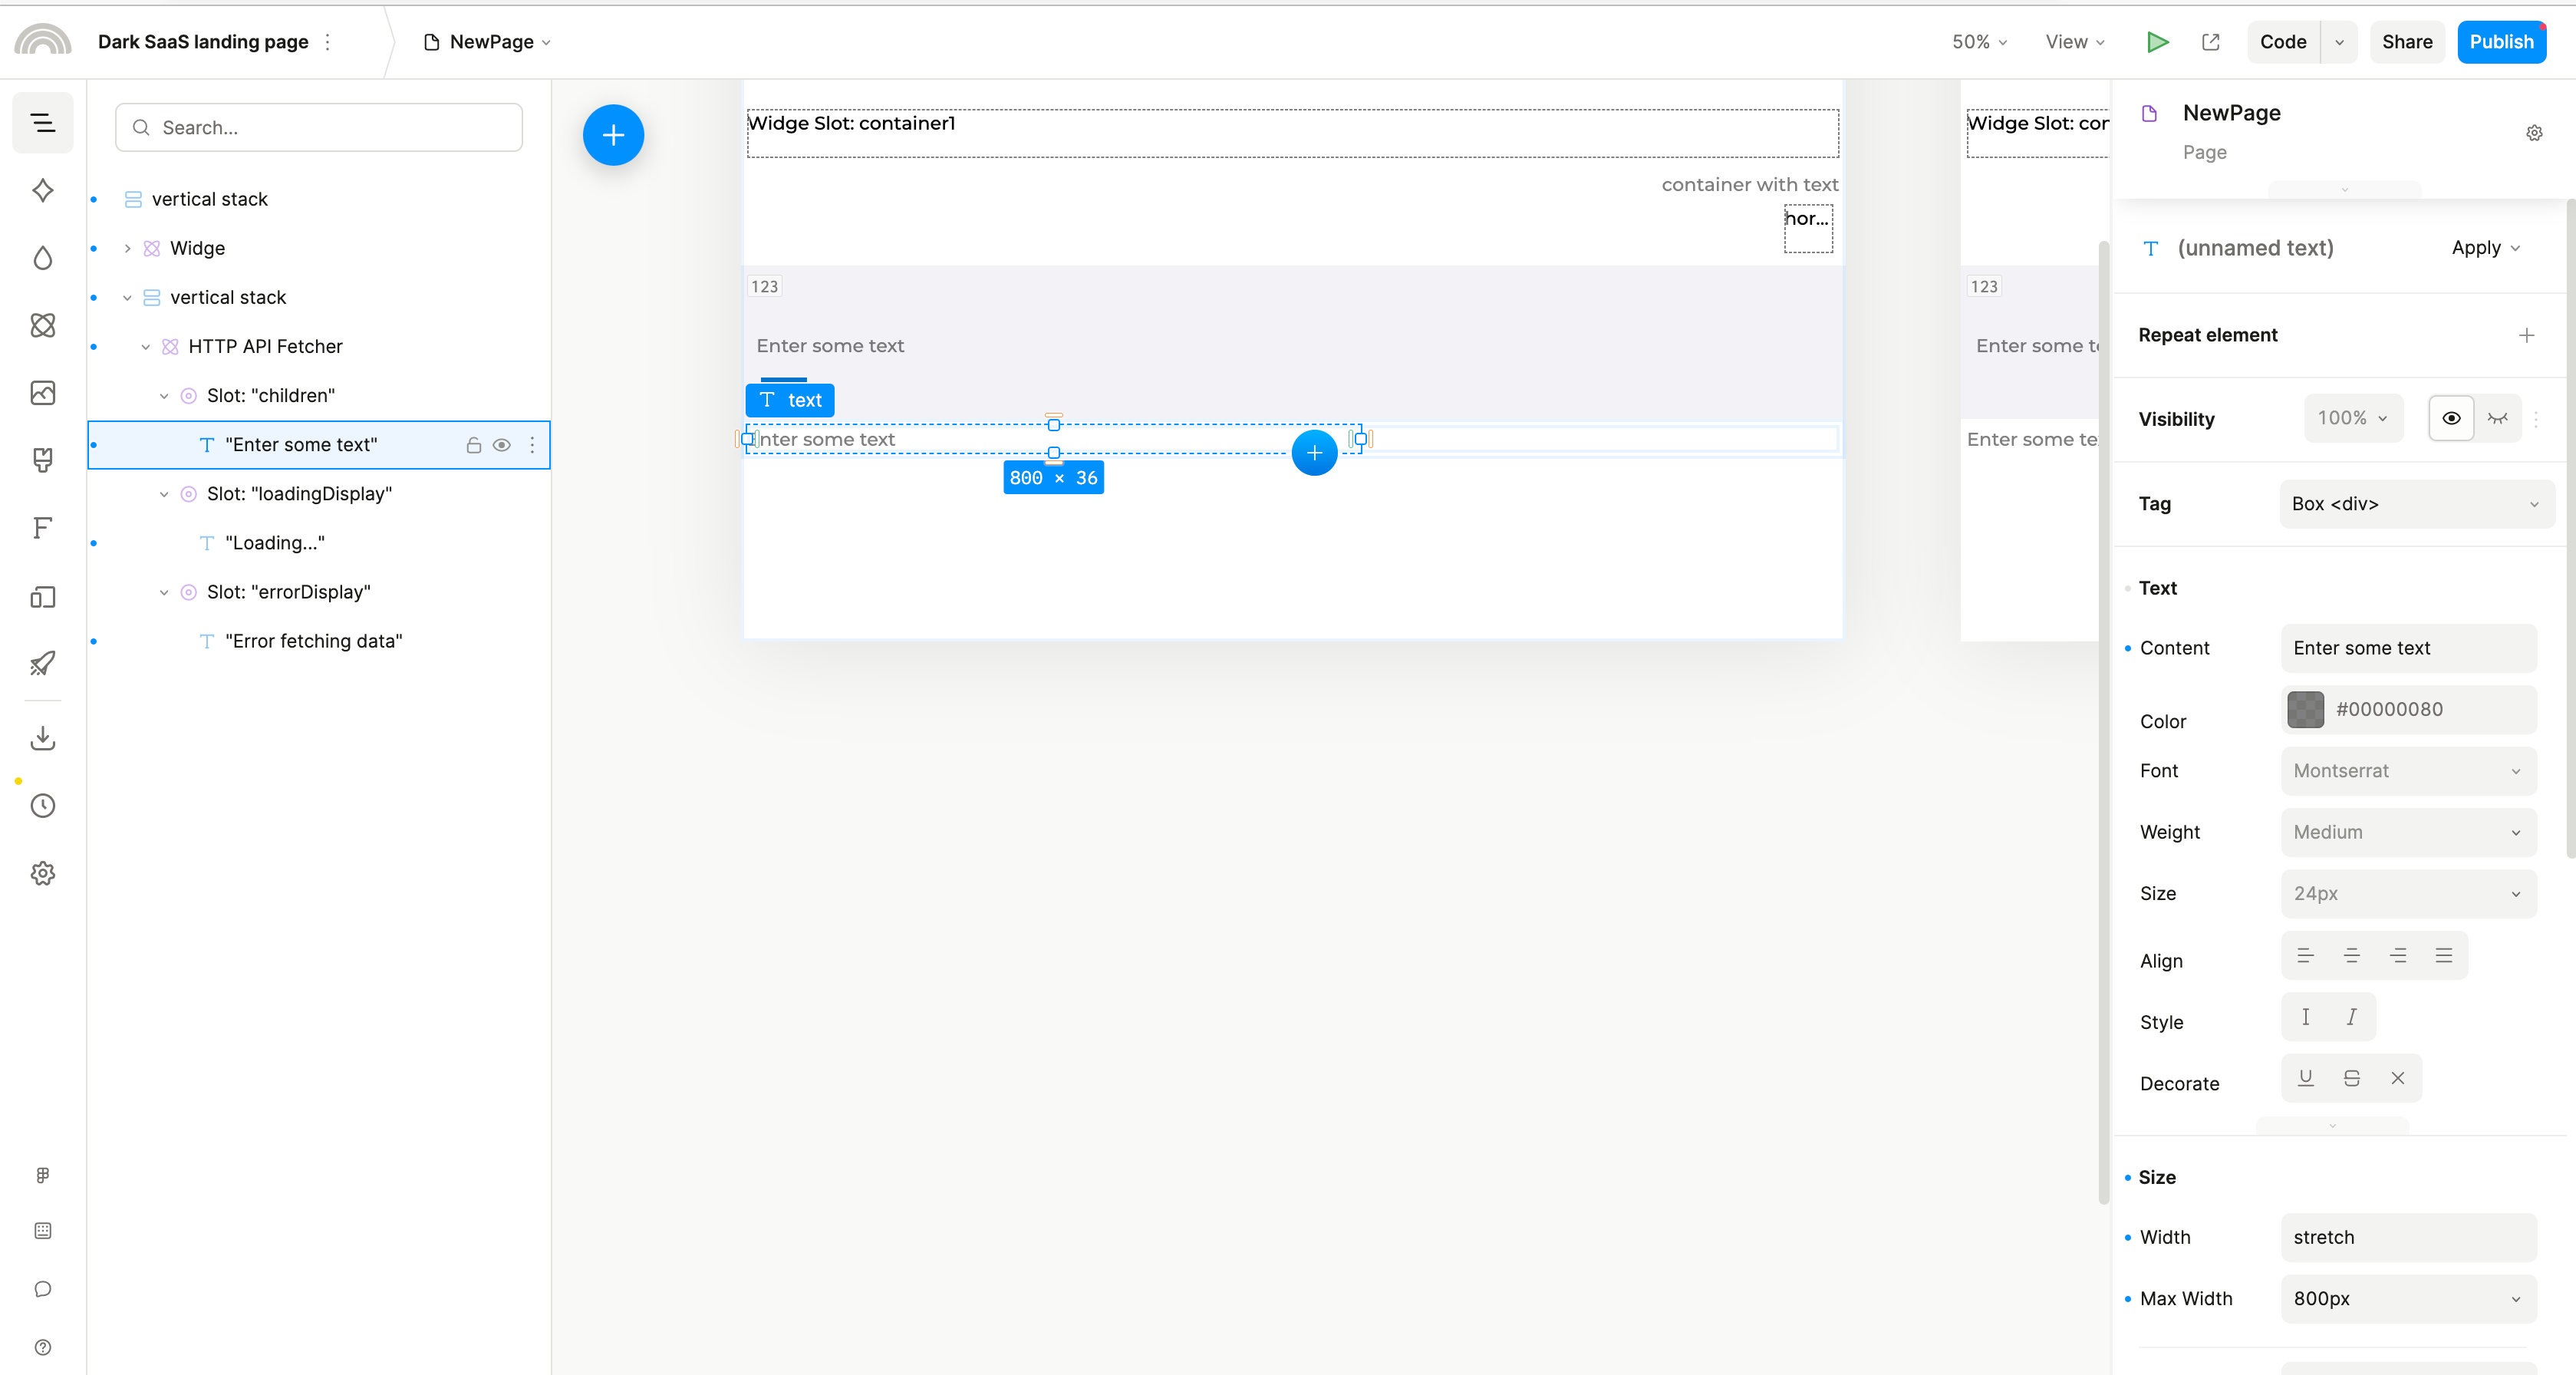 Dark SaaS landing page
NewPage
50%
View
Code
Share
Publish
Search...
vertical stack
Widge
vertical stack
HTTP API Fetcher
Slot: "children"
"Enter some text"
Slot: "loadingDisplay"
"Loading..."
Slot: "errorDisplay"
"Error fetching data"
Widge Slot: container1
container with text
hor...
123
Enter some text
text
nter some text
800 × 36
Widge Slot: cor
123
Enter some te
Enter some te
NewPage
Page
(unnamed text)
Apply
Repeat element
Visibility
100%
Tag
Box <div>
Text
Content
Enter some text
Color
#00000080
Font
Montserrat
Weight
Medium
Size
24px
Align
Style
Decorate
Size
Width
stretch
Max Width
800px